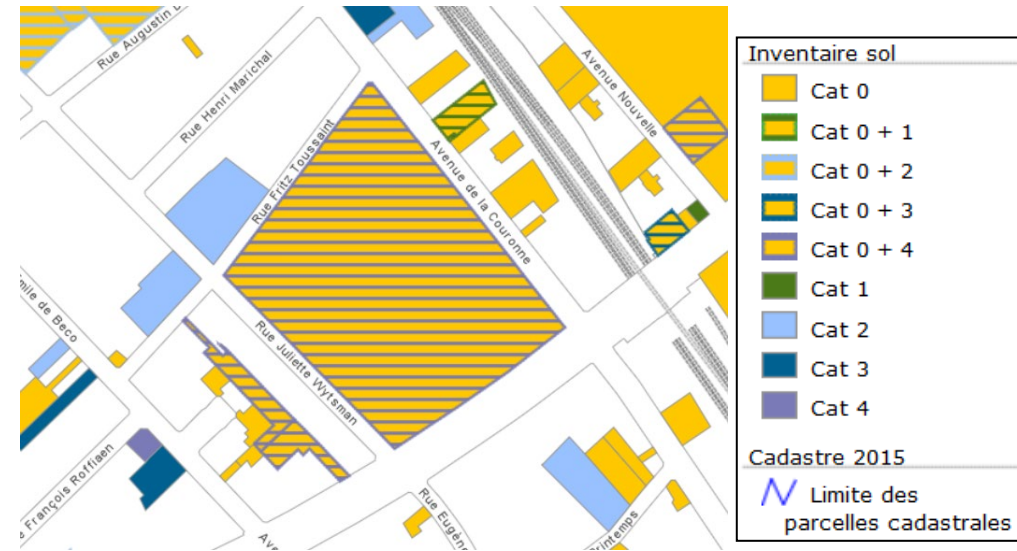 Rue Augustin
Rue Henri Marichal
Rue Fritz Toussaint
Avenue de la Couronne
Avenue Nouvelle
Rue Juliette Wytsman
mile de Beco
e François Roffiaen
Ave
Rue Eugène
Printemps
Inventaire sol
Cat 0
Cat 0 + 1
Cat 0 + 2
Cat 0 + 3
Cat 0 + 4
Cat 1
Cat 2
Cat 3
Cat 4
Cadastre 2015
Limite des
parcelles cadastrales